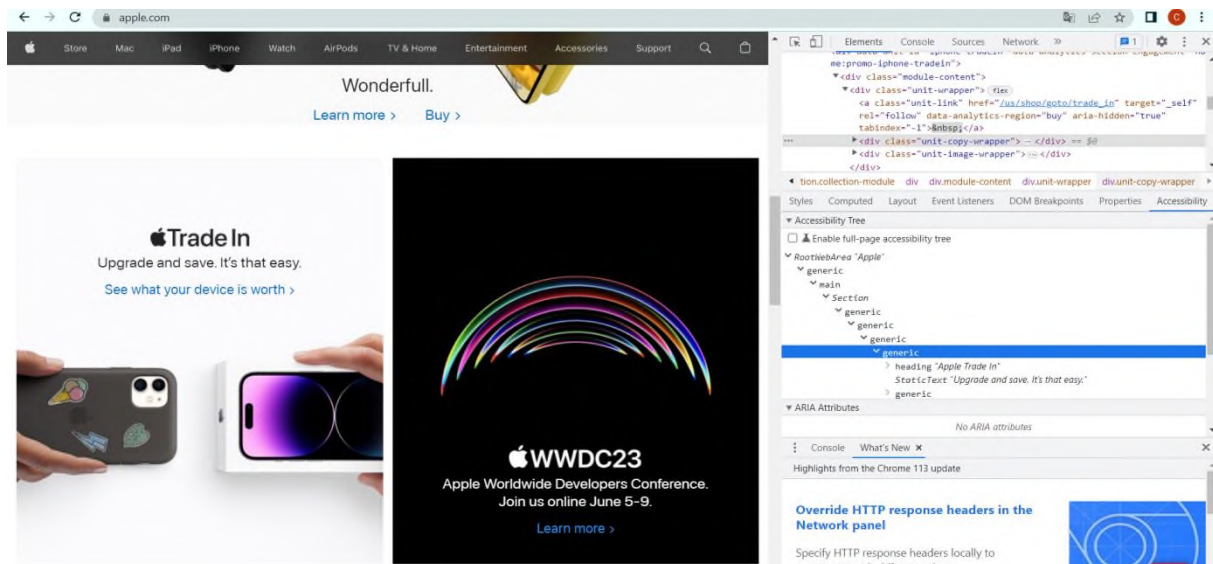 apple.com
C
Store Mac iPad iPhone Watch AirPods TV & Home Entertainment Accessories Support
Wonderfull.
Learn more > Buy >
Trade In
Upgrade and save. It's that easy.
See what your device is worth >
WWDC23
Apple Worldwide Developers Conference.
Join us online June 5-9.
Learn more >
Elements Console Sources Network » 1
me:promo-iphone-tradein">
<div class="module-content">
<div class="unit-wrapper"> flex
<a class="unit-link" href="/us/shop/goto/trade_in" target="_self"
rel="follow" data-analytics-region="buy" aria-hidden="true"
tabindex="-1">&nbsp;</a>
<div class="unit-copy-wrapper"> … </div> == $0
<div class="unit-image-wrapper"> … </div>
</div>
tion.collection-module div div.module-content div.unit-wrapper div.unit-copy-wrapper
Styles Computed Layout Event Listeners DOM Breakpoints Properties Accessibility
Accessibility Tree
Enable full-page accessibility tree
RootWebArea "Apple"
generic
main
Section
generic
generic
generic
generic
heading "Apple Trade In"
StaticText "Upgrade and save. It's that easy."
generic
ARIA Attributes
No ARIA attributes
Console What's New ×
Highlights from the Chrome 113 update
Override HTTP response headers in the
Network panel
Specify HTTP response headers locally to